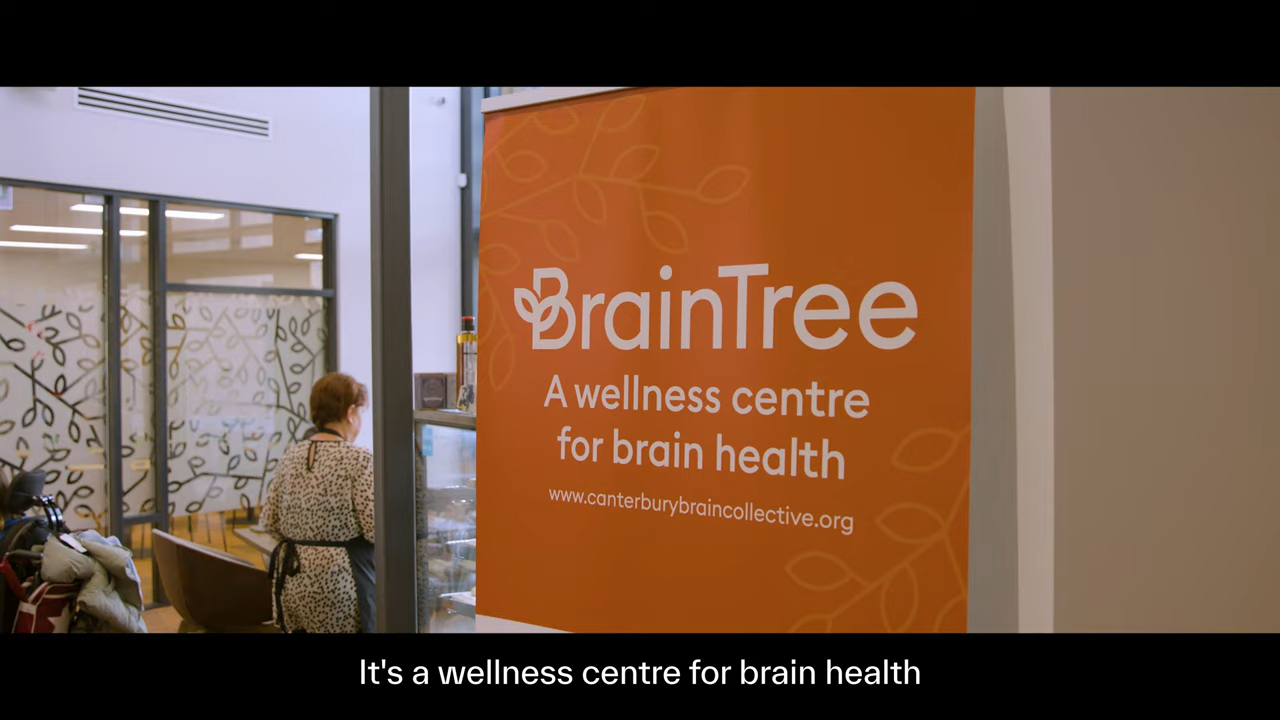 BrainTree
A wellness centre
for brain health
www.canterburybraincollective.org
It's a wellness centre for brain health